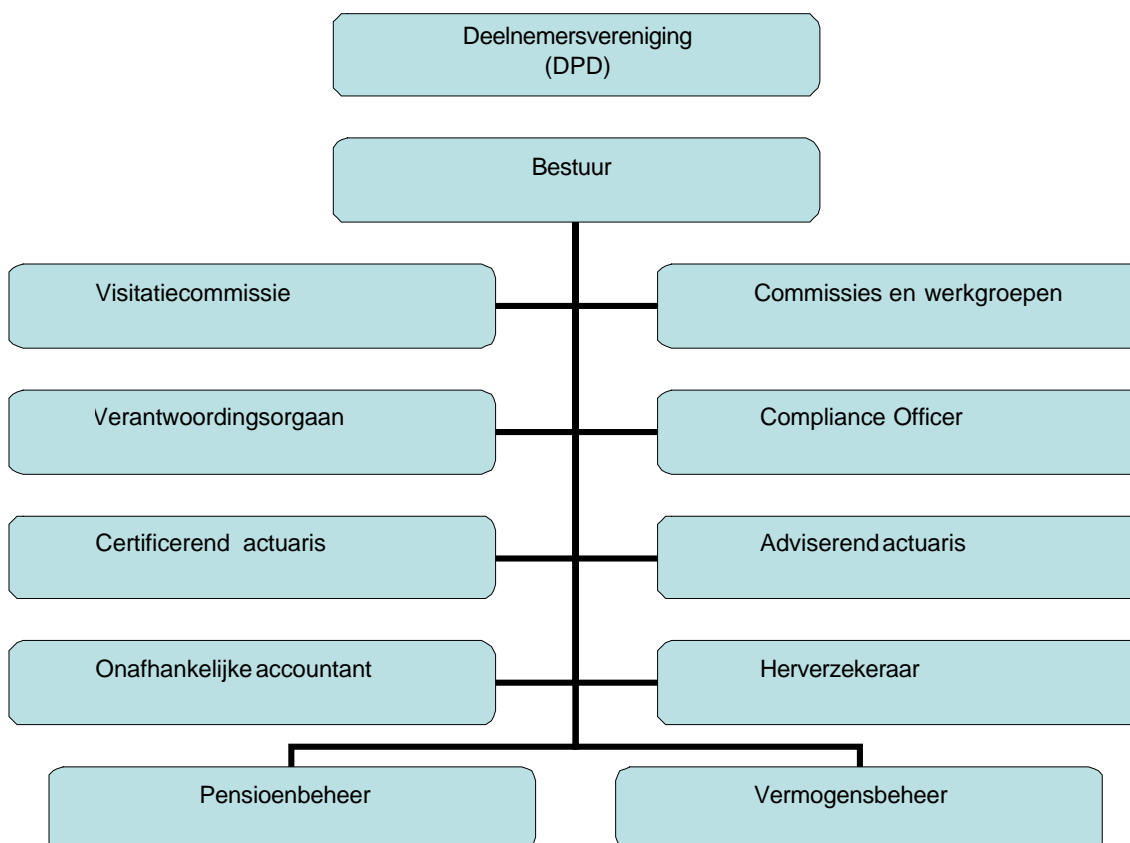 Deelnemersvereniging
(DPD)
Bestuur
Visitatiecommissie
Commissies en werkgroepen
Verantwoordingsorgaan
Compliance Officer
Certificerend actuaris
Adviserend actuaris
Onafhankelijke accountant
Herverzekeraar
Pensioenbeheer
Vermogensbeheer